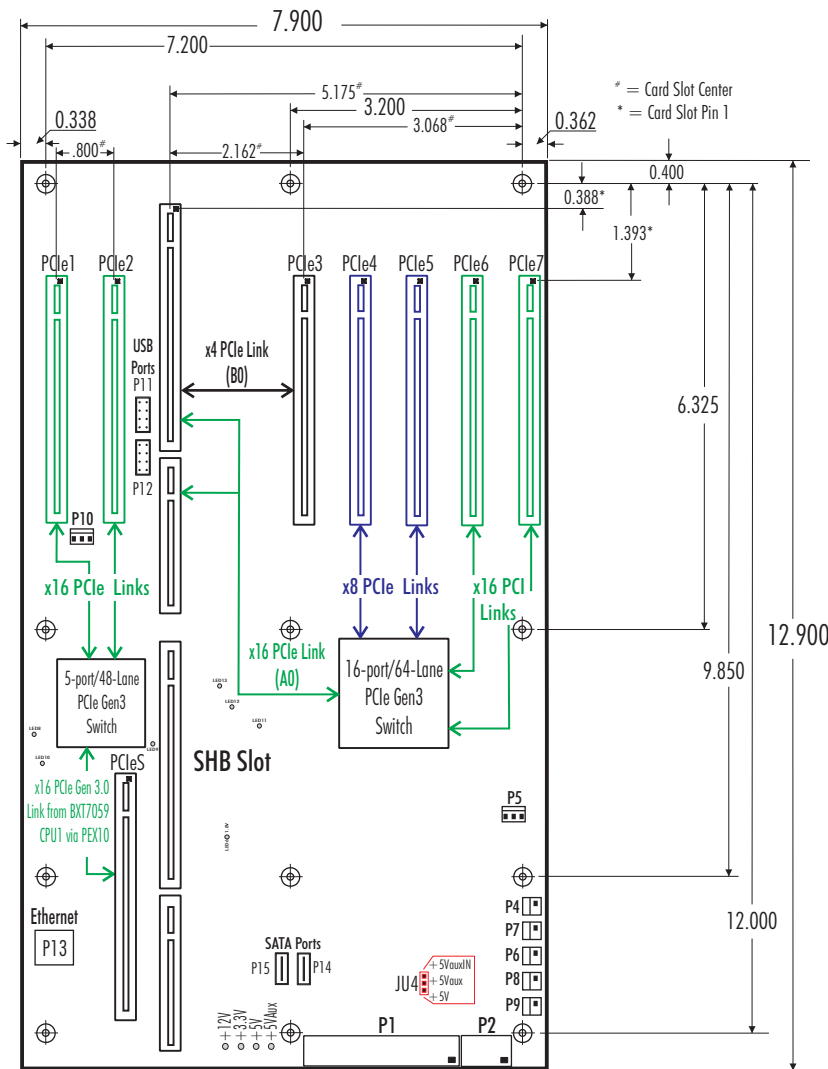 7.900
7.200
5.175#
3.200
3.068#
# = Card Slot Center
* = Card Slot Pin 1
0.338
0.362
.800#
2.162#
0.400
0.388*
1.393*
PCIe1
PCIe2
PCIe3
PCIe4
PCIe5
PCIe6
PCIe7
USB
Ports
P11
x4 PCIe Link
(B0)
6.325
P12
P10
x16 PCIe Links
x8 PCIe Links
x16 PCI
Links
12.900
x16 PCIe Link
(A0)
5-port/48-Lane
PCIe Gen3
Switch
16-port/64-Lane
PCIe Gen3
Switch
9.850
LED13
LED12
LED11
LED8
LED9
LED10
PCIeS
SHB Slot
x16 PCIe Gen 3.0
Link from BXT7059
CPU1 via PEX10
P5
Ethernet
P13
P4
P7
P6
P8
P9
12.000
SATA Ports
P15
P14
JU4
+5VauxIN
+5Vaux
+5V
+12V
+3.3V
+5V
+5VAux
P1
P2